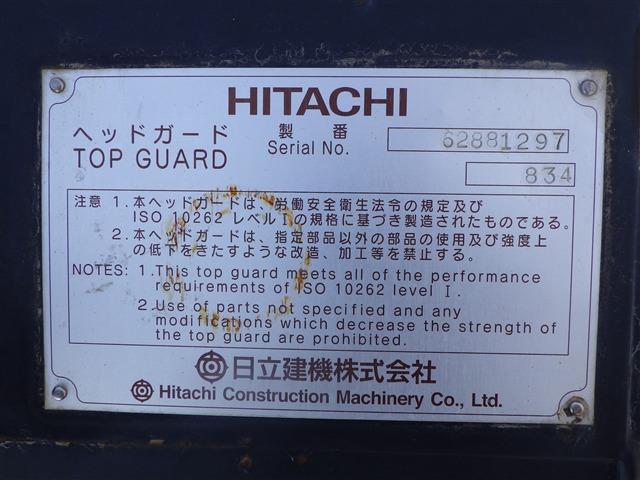 HITACHI
ヘッドガード 製番 62881297
TOP GUARD Serial No.
834
注意 1. 本ヘッドガードは、労働安全衛生法令の規定及び
ISO 10262 レベルⅠの規格に基づき製造されたものである。
2. 本ヘッドガードは、指定部品以外の部品の使用及び強度上
の低下をきたすような改造、加工等を禁止する。
NOTES: 1. This top guard meets all of the performance
requirements of ISO 10262 level Ⅰ.
2. Use of parts not specified and any
modifications which decrease the strength of
the top guard are prohibited.
日立建機株式会社
Hitachi Construction Machinery Co., Ltd.